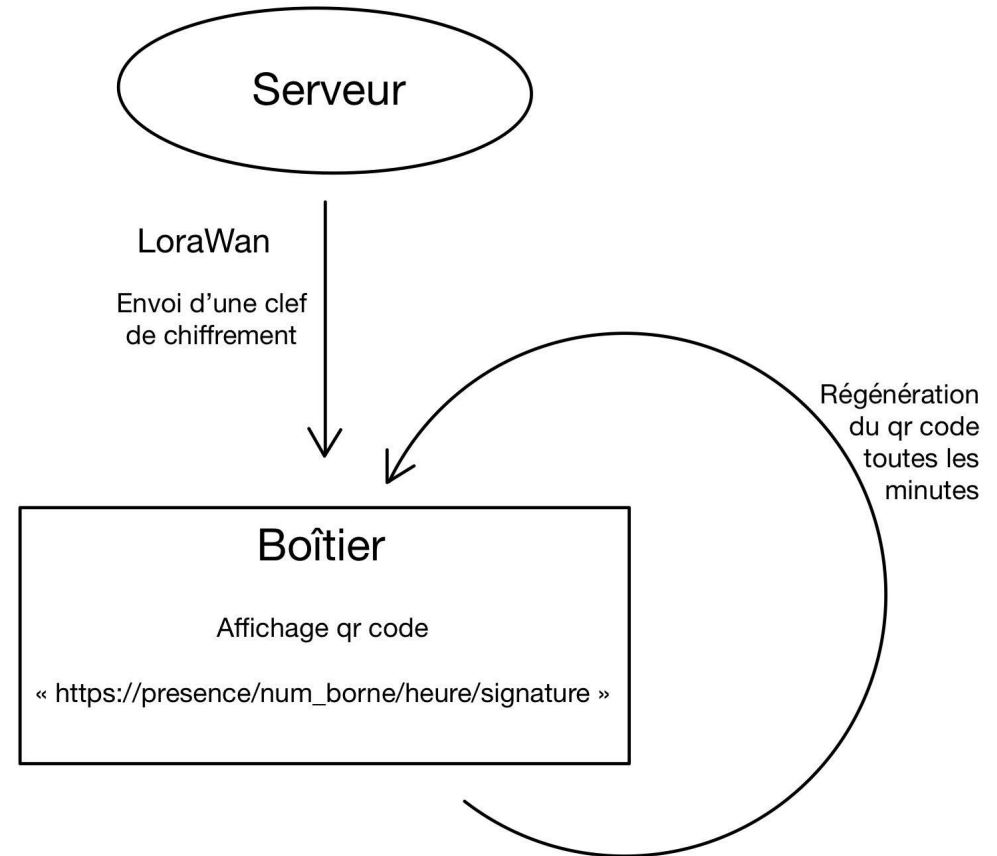 Serveur
LoraWan
Envoi d’une clef
de chiffrement
Régénération
du qr code
toutes les
minutes
Boîtier
Affichage qr code
« https://presence/num_borne/heure/signature »